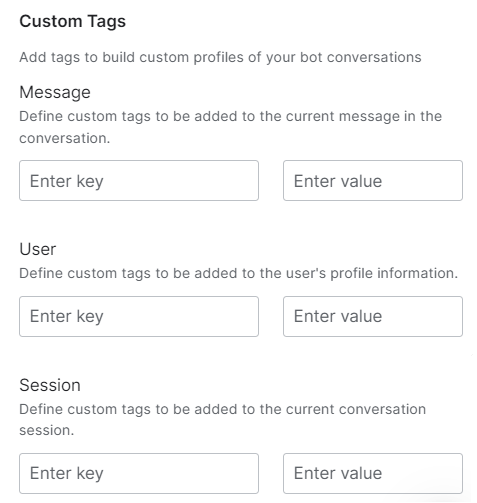 Custom Tags
Add tags to build custom profiles of your bot conversations
Message
Define custom tags to be added to the current message in the
conversation.
Enter key Enter value
User
Define custom tags to be added to the user's profile information.
Enter key Enter value
Session
Define custom tags to be added to the current conversation
session.
Enter key Enter value